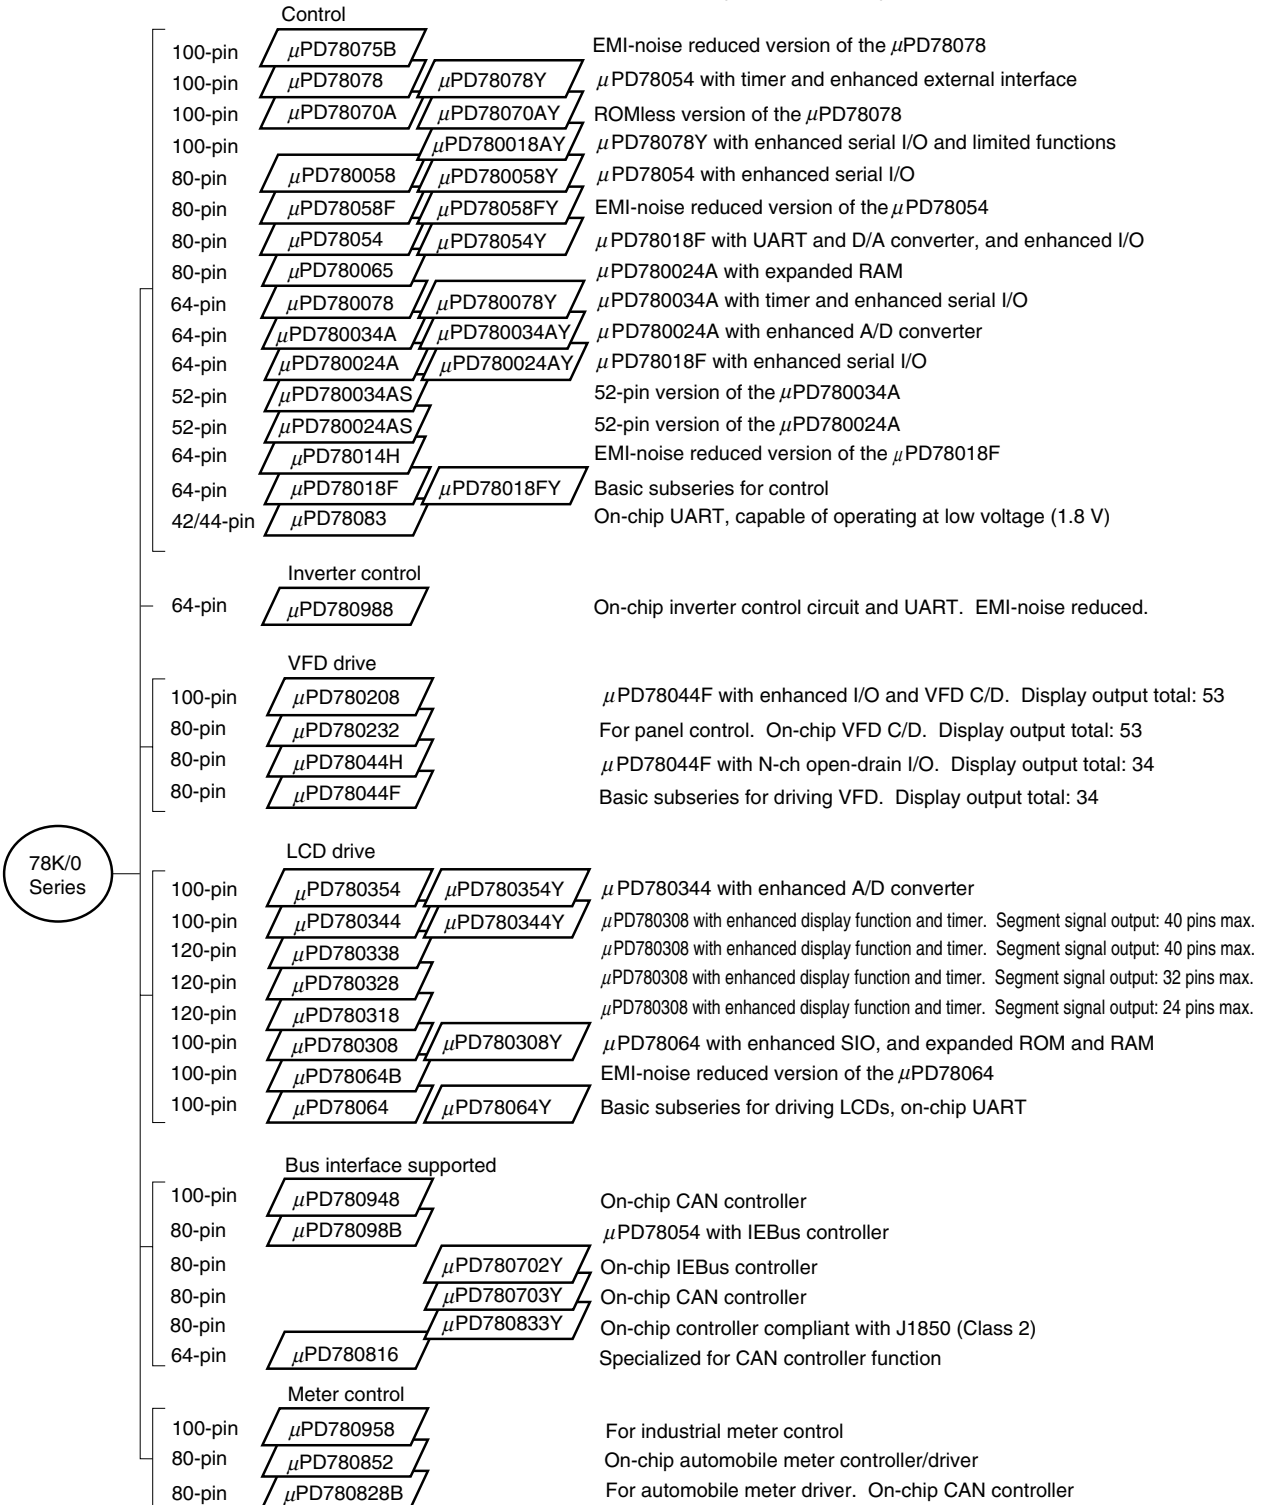 Control
100-pin μPD78075B EMI-noise reduced version of the μPD78078
100-pin μPD78078 μPD78078Y μPD78054 with timer and enhanced external interface
100-pin μPD78070A μPD78070AY ROMless version of the μPD78078
100-pin μPD780018AY μPD78078Y with enhanced serial I/O and limited functions
80-pin μPD780058 μPD780058Y μPD78054 with enhanced serial I/O
80-pin μPD78058F μPD78058FY EMI-noise reduced version of the μPD78054
80-pin μPD78054 μPD78054Y μPD78018F with UART and D/A converter, and enhanced I/O
80-pin μPD780065 μPD780024A with expanded RAM
64-pin μPD780078 μPD780078Y μPD780034A with timer and enhanced serial I/O
64-pin μPD780034A μPD780034AY μPD780024A with enhanced A/D converter
64-pin μPD780024A μPD780024AY μPD78018F with enhanced serial I/O
52-pin μPD780034AS 52-pin version of the μPD780034A
52-pin μPD780024AS 52-pin version of the μPD780024A
64-pin μPD78014H EMI-noise reduced version of the μPD78018F
64-pin μPD78018F μPD78018FY Basic subseries for control
42/44-pin μPD78083 On-chip UART, capable of operating at low voltage (1.8 V)
Inverter control
64-pin μPD780988 On-chip inverter control circuit and UART. EMI-noise reduced.
VFD drive
100-pin μPD780208 μPD78044F with enhanced I/O and VFD C/D. Display output total: 53
80-pin μPD780232 For panel control. On-chip VFD C/D. Display output total: 53
80-pin μPD78044H μPD78044F with N-ch open-drain I/O. Display output total: 34
80-pin μPD78044F Basic subseries for driving VFD. Display output total: 34
78K/0
Series
LCD drive
100-pin μPD780354 μPD780354Y μPD780344 with enhanced A/D converter
100-pin μPD780344 μPD780344Y μPD780308 with enhanced display function and timer. Segment signal output: 40 pins max.
120-pin μPD780338 μPD780308 with enhanced display function and timer. Segment signal output: 40 pins max.
120-pin μPD780328 μPD780308 with enhanced display function and timer. Segment signal output: 32 pins max.
120-pin μPD780318 μPD780308 with enhanced display function and timer. Segment signal output: 24 pins max.
100-pin μPD780308 μPD780308Y μPD78064 with enhanced SIO, and expanded ROM and RAM
100-pin μPD78064B EMI-noise reduced version of the μPD78064
100-pin μPD78064 μPD78064Y Basic subseries for driving LCDs, on-chip UART
Bus interface supported
100-pin μPD780948 On-chip CAN controller
80-pin μPD78098B μPD78054 with IEBus controller
80-pin μPD780702Y On-chip IEBus controller
80-pin μPD780703Y On-chip CAN controller
80-pin μPD780833Y On-chip controller compliant with J1850 (Class 2)
64-pin μPD780816 Specialized for CAN controller function
Meter control
100-pin μPD780958 For industrial meter control
80-pin μPD780852 On-chip automobile meter controller/driver
80-pin μPD780828B For automobile meter driver. On-chip CAN controller